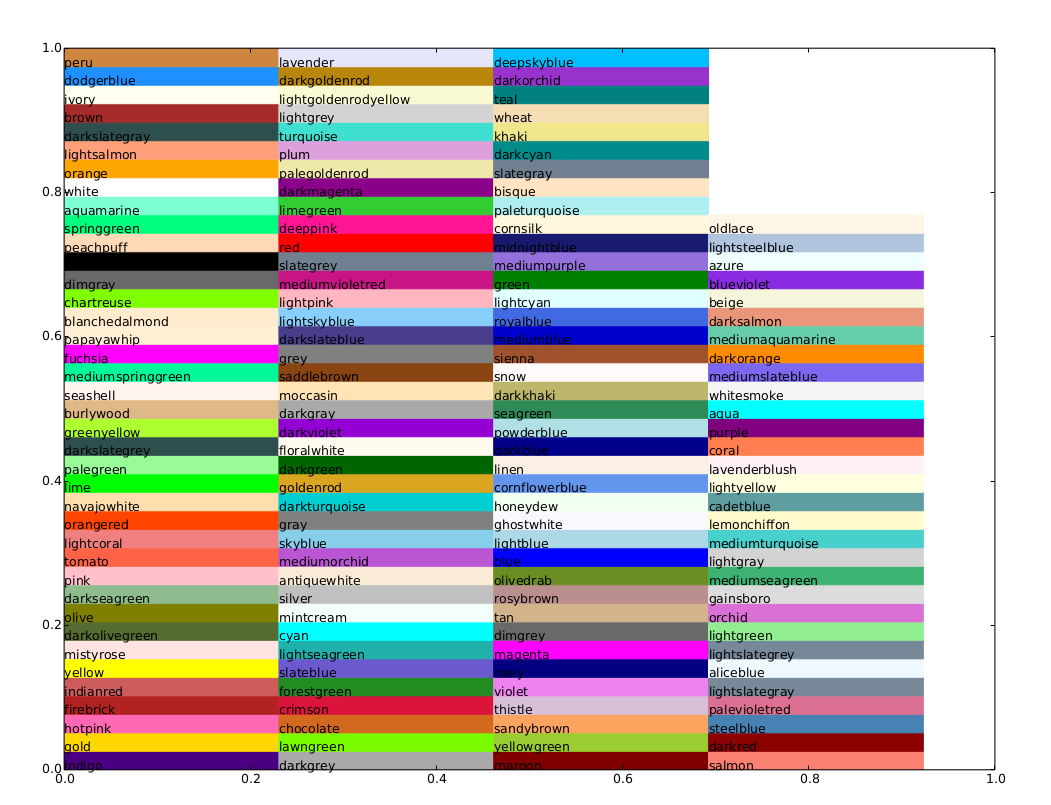 1.0
0.8
0.6
0.4
0.2
0.0
peru
dodgerblue
ivory
brown
darkslategray
lightsalmon
orange
white
aquamarine
springgreen
peachpuff
dimgray
chartreuse
blanchedalmond
papayawhip
fuchsia
mediumspringgreen
seashell
burlywood
greenyellow
darkslategrey
palegreen
lime
navajowhite
orangered
lightcoral
tomato
pink
darkseagreen
olive
darkolivegreen
mistyrose
yellow
indianred
firebrick
hotpink
gold
indigo
lavender
darkgoldenrod
lightgoldenrodyellow
lightgrey
turquoise
plum
palegoldenrod
darkmagenta
limegreen
deeppink
red
slategrey
mediumvioletred
lightpink
lightskyblue
darkslateblue
grey
saddlebrown
moccasin
darkgray
darkviolet
floralwhite
darkgreen
goldenrod
darkturquoise
gray
skyblue
mediumorchid
antiquewhite
silver
mintcream
cyan
lightseagreen
slateblue
forestgreen
crimson
chocolate
lawngreen
darkgrey
deepskyblue
darkorchid
teal
wheat
khaki
darkcyan
slategray
bisque
paleturquoise
cornsilk
midnightblue
mediumpurple
green
lightcyan
royalblue
mediumblue
sienna
snow
darkkhaki
seagreen
powderblue
darkblue
linen
cornflowerblue
honeydew
ghostwhite
lightblue
blue
olivedrab
rosybrown
tan
dimgrey
magenta
navy
violet
thistle
sandybrown
yellowgreen
maroon
oldlace
lightsteelblue
azure
blueviolet
beige
darksalmon
mediumaquamarine
darkorange
mediumslateblue
whitesmoke
aqua
purple
coral
lavenderblush
lightyellow
cadetblue
lemonchiffon
mediumturquoise
lightgray
mediumseagreen
gainsboro
orchid
lightgreen
lightslategrey
aliceblue
lightslategray
palevioletred
steelblue
darkred
salmon
0.0 0.2 0.4 0.6 0.8 1.0